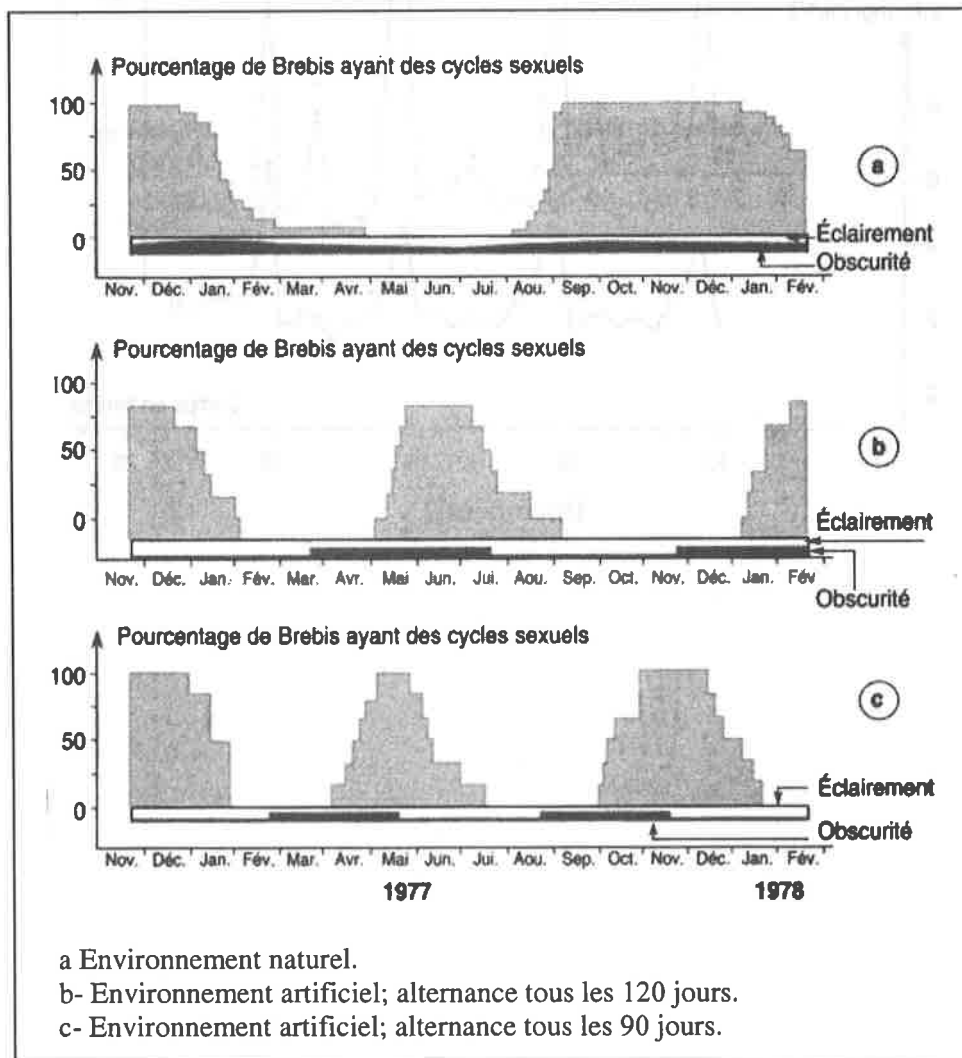 Pourcentage de Brebis ayant des cycles sexuels
100
50
0
a
Éclairement
Obscurité
Nov. Déc. Jan. Fév. Mar. Avr. Mai Jun. Jui. Aou. Sep. Oct. Nov. Déc. Jan. Fév.
Pourcentage de Brebis ayant des cycles sexuels
100
50
0
b
Éclairement
Nov. Déc. Jan. Fév. Mar. Avr. Mai Jun. Jui. Aou. Sep. Oct. Nov. Déc. Jan. Fév
Obscurité
Pourcentage de Brebis ayant des cycles sexuels
100
50
0
c
Éclairement
Obscurité
Nov. Déc. Jan. Fév. Mar. Avr. Mai Jun. Jui. Aou. Sep. Oct. Nov. Déc. Jan. Fév.
1977 1978
a Environnement naturel.
b- Environnement artificiel; alternance tous les 120 jours.
c- Environnement artificiel; alternance tous les 90 jours.